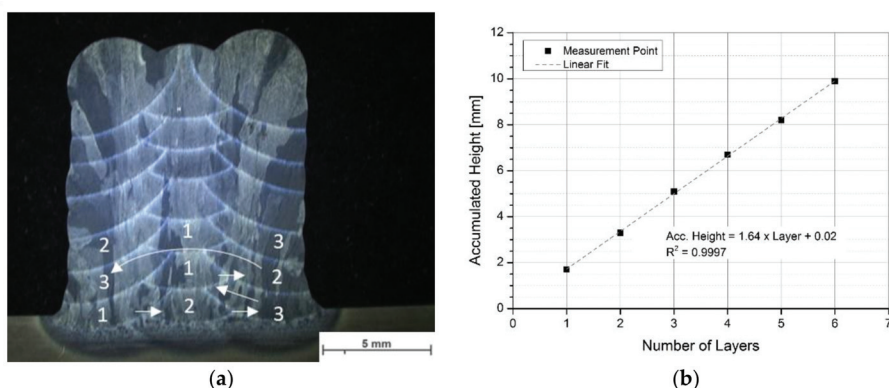 2
1
3
3
1
2
1
2
3
5 mm
(a)
Measurement Point
Linear Fit
12
10
8
6
4
2
0
Accumulated Height [mm]
Acc. Height = 1.64 x Layer + 0.02
R² = 0.9997
0 1 2 3 4 5 6 7
Number of Layers
(b)